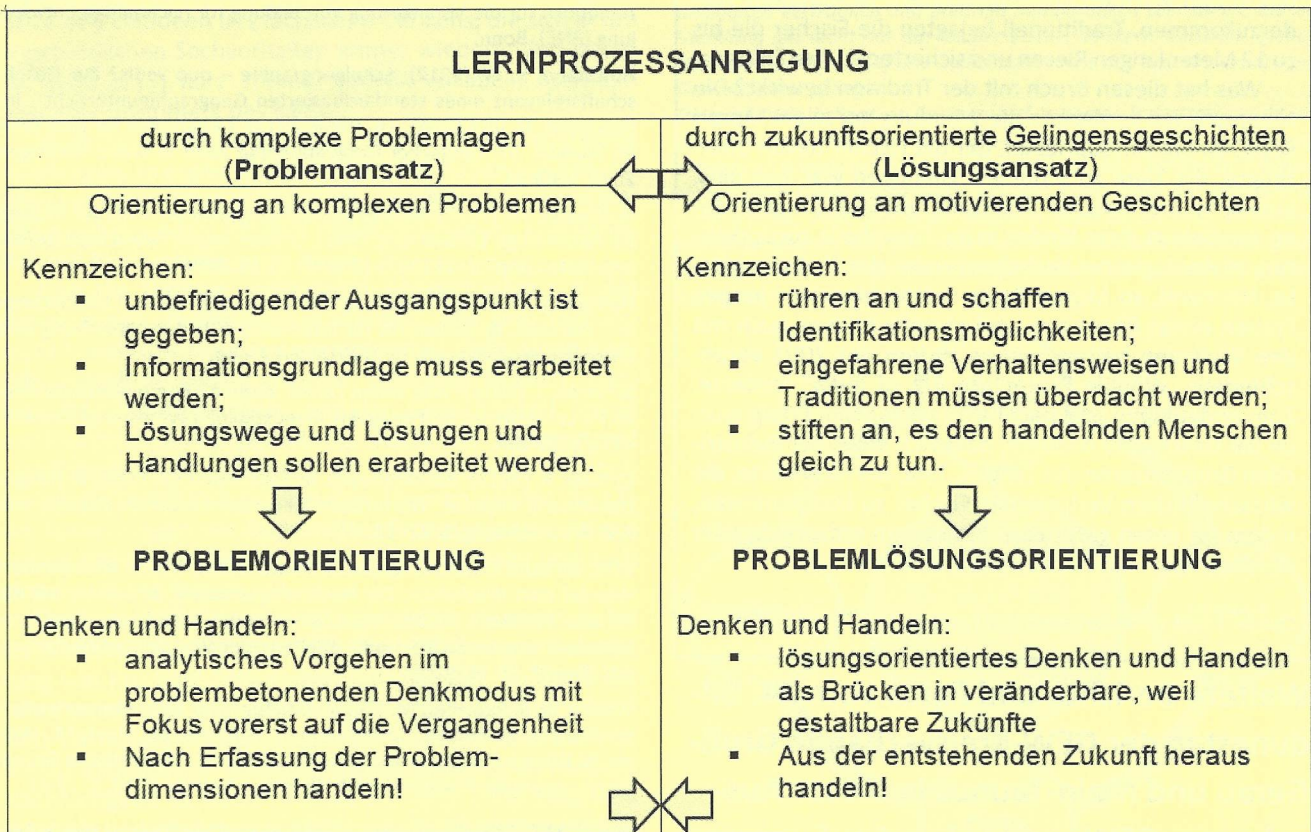 dazukommen. Traditionell
LERNPROZESSANREGUNG
durch komplexe Problemlagen
(Problemansatz)
Orientierung an komplexen Problemen
Kennzeichen:
▪ unbefriedigender Ausgangspunkt ist
gegeben;
▪ Informationsgrundlage muss erarbeitet
werden;
▪ Lösungswege und Lösungen und
Handlungen sollen erarbeitet werden.
PROBLEMORIENTIERUNG
Denken und Handeln:
▪ analytisches Vorgehen im
problembetonenden Denkmodus mit
Fokus vorerst auf die Vergangenheit
▪ Nach Erfassung der Problem-
dimensionen handeln!
durch zukunftsorientierte Gelingensgeschichten
(Lösungsansatz)
Orientierung an motivierenden Geschichten
Kennzeichen:
▪ rühren an und schaffen
Identifikationsmöglichkeiten;
▪ eingefahrene Verhaltensweisen und
Traditionen müssen überdacht werden;
▪ stiften an, es den handelnden Menschen
gleich zu tun.
PROBLEMLÖSUNGSORIENTIERUNG
Denken und Handeln:
▪ lösungsorientiertes Denken und Handeln
als Brücken in veränderbare, weil
gestaltbare Zukünfte
▪ Aus der entstehenden Zukunft heraus
handeln!